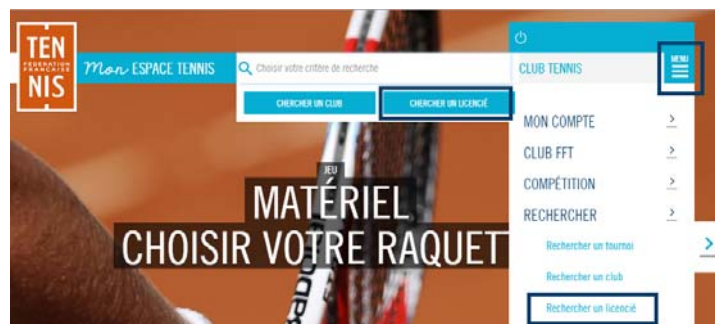 TEN
FEDERATION
FRANCAISE
NIS
Mon ESPACE TENNIS
Choisir votre critère de recherche
CHERCHER UN CLUB
CHERCHER UN LICENCIÉ
CLUB TENNIS
MENU
MON COMPTE
CLUB FFT
COMPÉTITION
RECHERCHER
Rechercher un tournoi
Rechercher un club
Rechercher un licencié
JEU
MATÉRIEL
CHOISIR VOTRE RAQUET